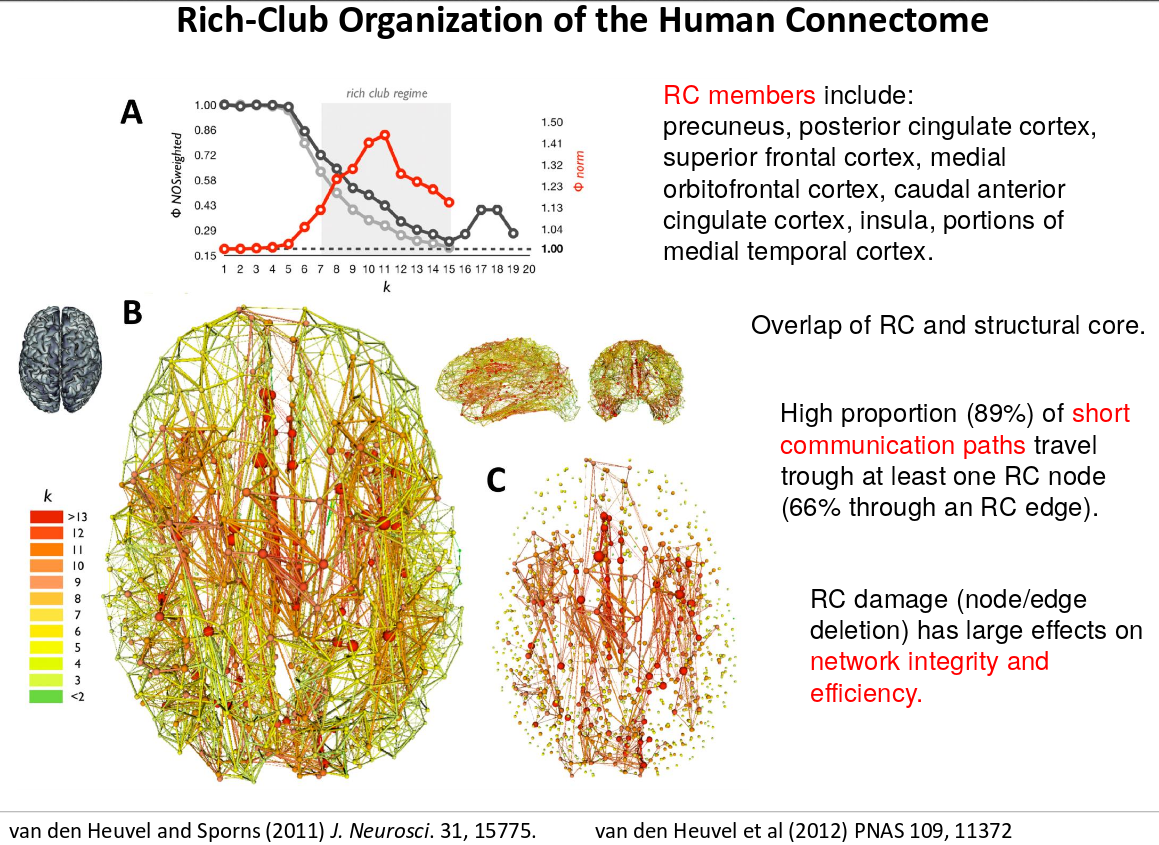 Rich-Club Organization of the Human Connectome
A
rich club regime
Φ NOSweighted
1.00
0.86
0.72
0.58
0.43
0.29
0.15
1.50
1.41
1.32
1.23
1.13
1.04
1.00
Φ norm
1 2 3 4 5 6 7 8 9 10 11 12 13 14 15 16 17 18 19 20
k
RC members include:
precuneus, posterior cingulate cortex,
superior frontal cortex, medial
orbitofrontal cortex, caudal anterior
cingulate cortex, insula, portions of
medial temporal cortex.
B
Overlap of RC and structural core.
High proportion (89%) of short
communication paths travel
trough at least one RC node
(66% through an RC edge).
C
k
>13
12
11
10
9
8
7
6
5
4
3
<2
RC damage (node/edge
deletion) has large effects on
network integrity and
efficiency.
van den Heuvel and Sporns (2011) J. Neurosci. 31, 15775.
van den Heuvel et al (2012) PNAS 109, 11372